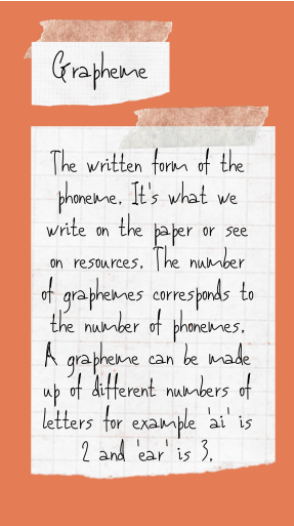 Grapheme
The written form of the
phoneme. It's what we
write on the paper or see
on resources. The number
of graphemes corresponds to
the number of phonemes.
A grapheme can be made
up of different numbers of
letters for example 'ai' is
2 and 'ear' is 3.